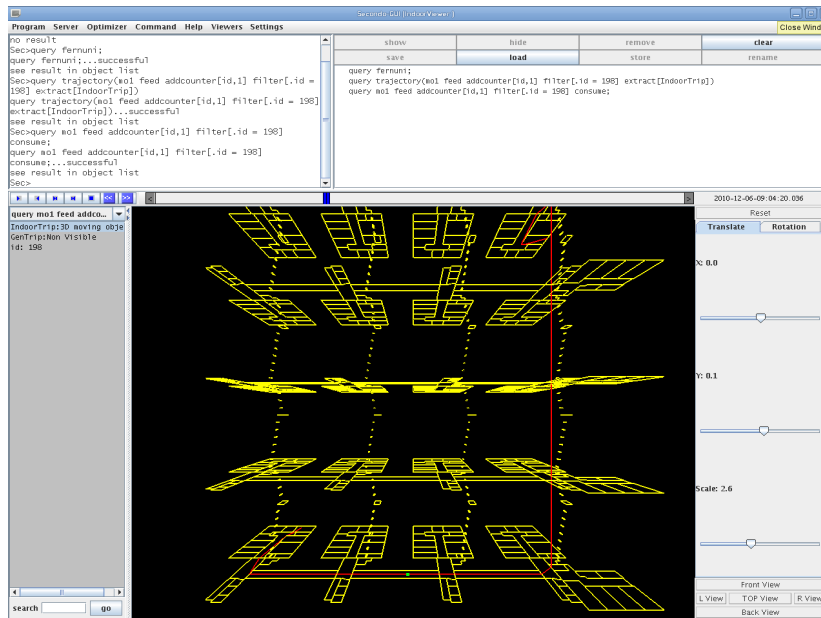 Secondo GUI (IndoorViewer )
Program Server Optimizer Command Help Viewers Settings
Close Wind
no result
Sec>query fernuni;
query fernuni;...successful
see result in object list
Sec>query trajectory(mo1 feed addcounter[id,1] filter[.id =
198] extract[IndoorTrip])
query trajectory(mo1 feed addcounter[id,1] filter[.id = 198]
extract[IndoorTrip])...successful
see result in object list
Sec>query mo1 feed addcounter[id,1] filter[.id = 198]
consume;
query mo1 feed addcounter[id,1] filter[.id = 198]
consume;...successful
see result in object list
Sec>
show hide remove clear
save load store rename
query fernuni;
query trajectory(mo1 feed addcounter[id,1] filter[.id = 198] extract[IndoorTrip])
query mo1 feed addcounter[id,1] filter[.id = 198] consume;
<< >> < > 2010-12-06-09:04:20.036
query mo1 feed addco...
IndoorTrip:3D moving obje
GenTrip:Non Visible
id: 198
search go
Reset
Translate Rotation
X: 0.0
Y: 0.1
Scale: 2.6
Front View
L View TOP View R View
Back View